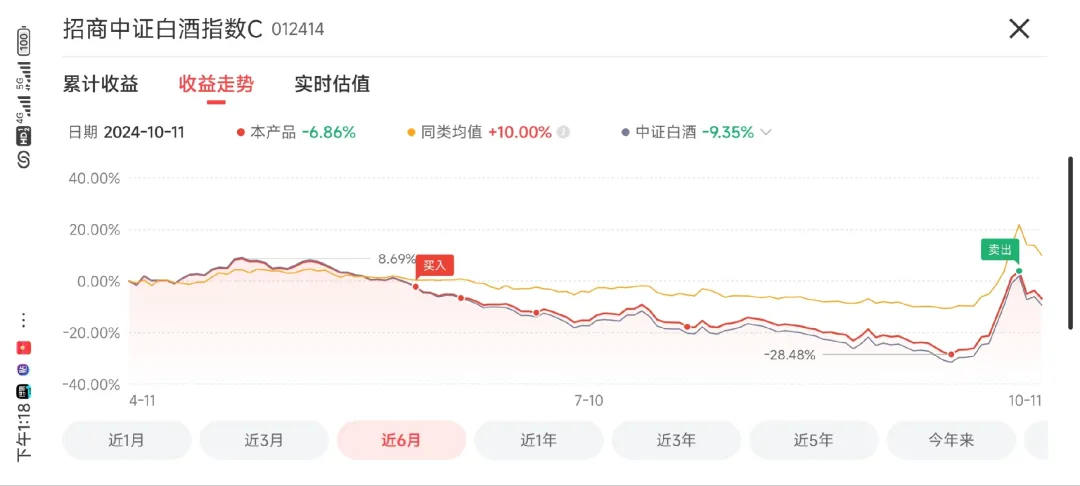 招商中证白酒指数C 012414
累计收益 收益走势 实时估值
日期 2024-10-11 本产品 -6.86% 同类均值 +10.00% 中证白酒 -9.35%
40.00%
20.00%
8.69%
买入
卖出
0.00%
-20.00%
-28.48%
-40.00%
4-11 7-10 10-11
近1月 近3月 近6月 近1年 近3年 近5年 今年来
下午1:18
HD2 4G 5G 100